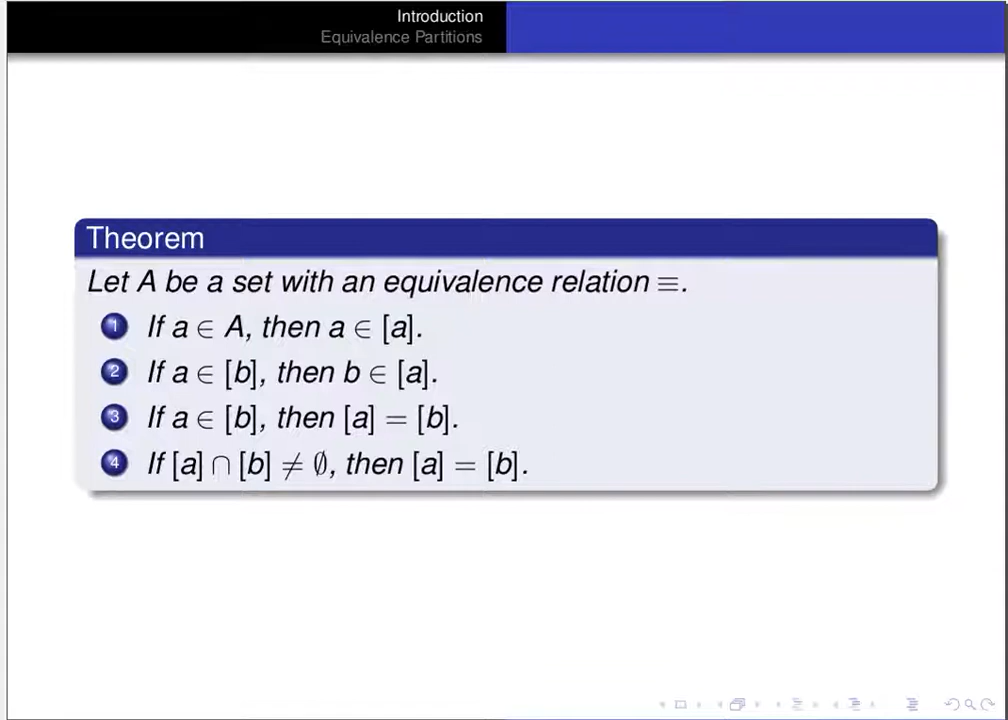 Introduction
Equivalence Partitions
Theorem
Let A be a set with an equivalence relation ≡.
1 If a ∈ A, then a ∈ [a].
2 If a ∈ [b], then b ∈ [a].
3 If a ∈ [b], then [a] = [b].
4 If [a] ∩ [b] ≠ ∅, then [a] = [b].